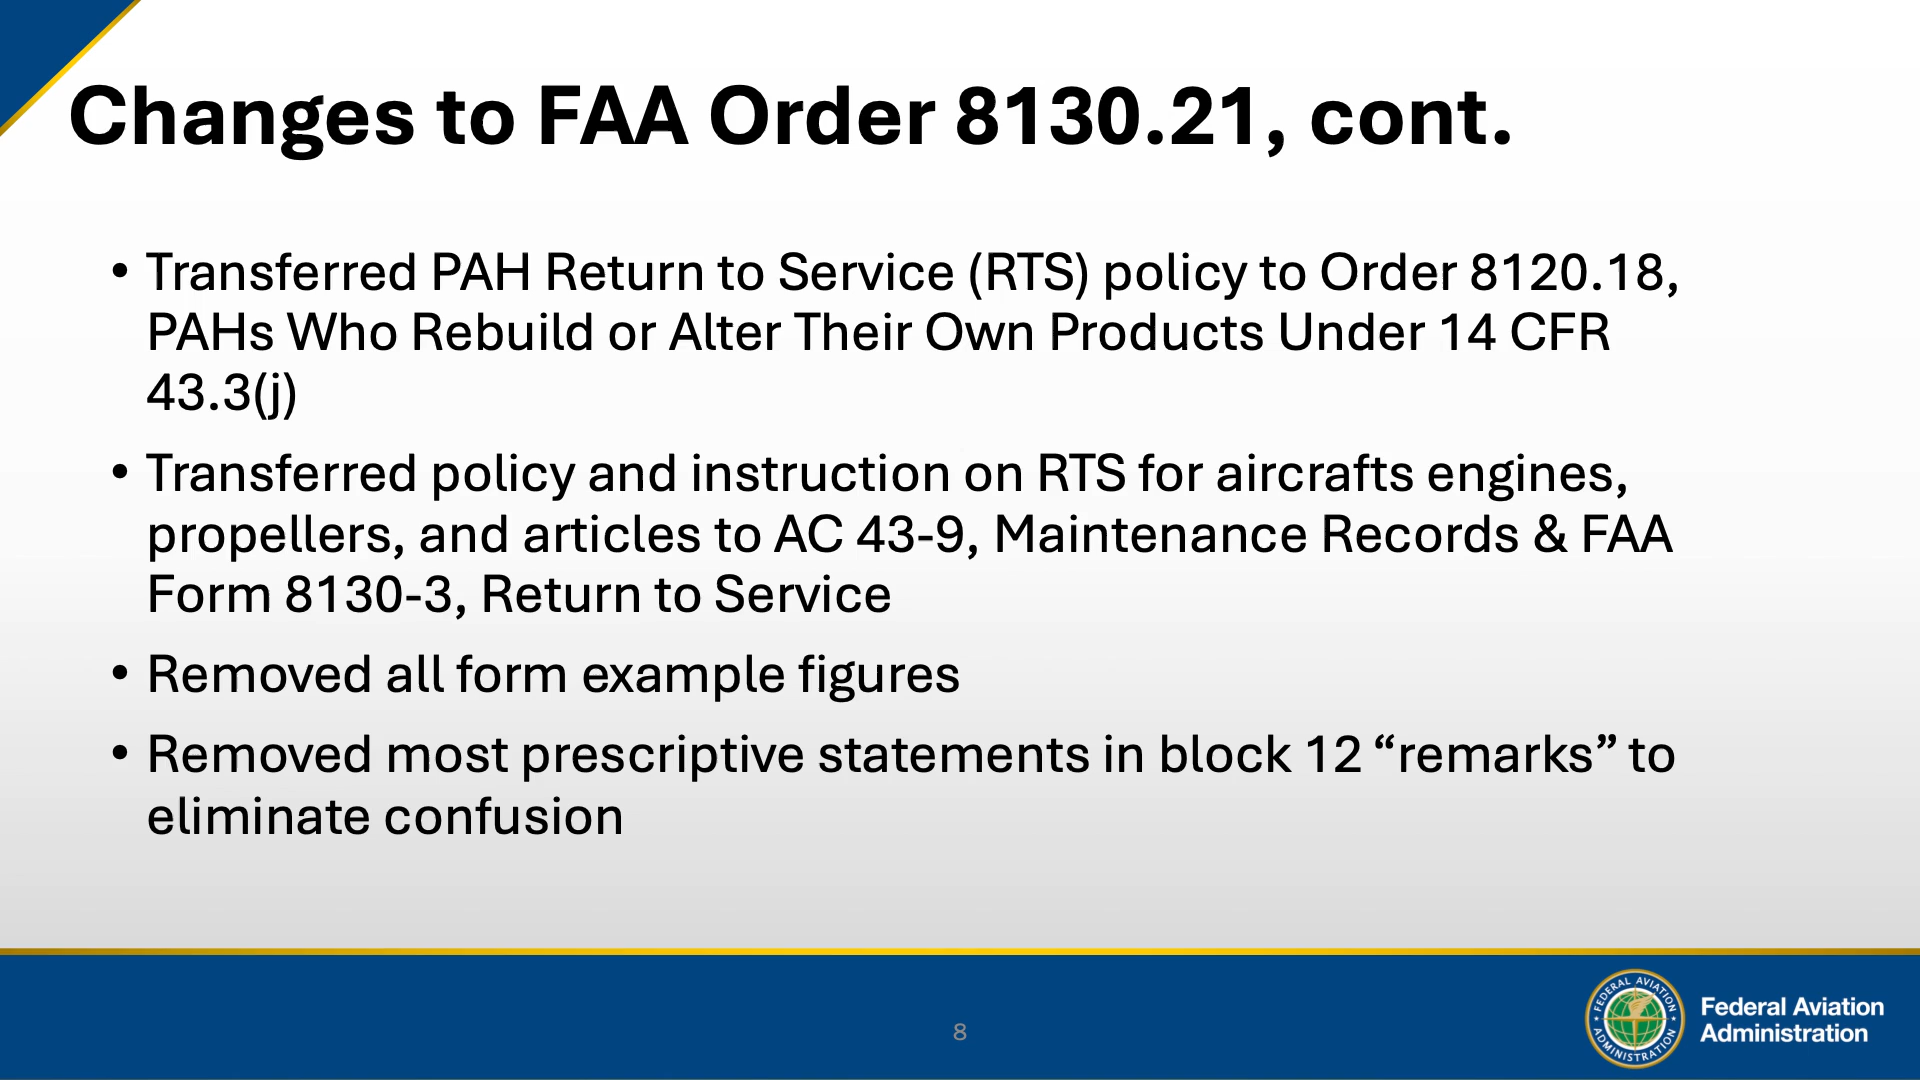 Changes to FAA Order 8130.21, cont.
• Transferred PAH Return to Service (RTS) policy to Order 8120.18,
PAHs Who Rebuild or Alter Their Own Products Under 14 CFR
43.3(j)
• Transferred policy and instruction on RTS for aircrafts engines,
propellers, and articles to AC 43-9, Maintenance Records & FAA
Form 8130-3, Return to Service
• Removed all form example figures
• Removed most prescriptive statements in block 12 “remarks” to
eliminate confusion
8
FEDERAL AVIATION
ADMINISTRATION
Federal Aviation
Administration